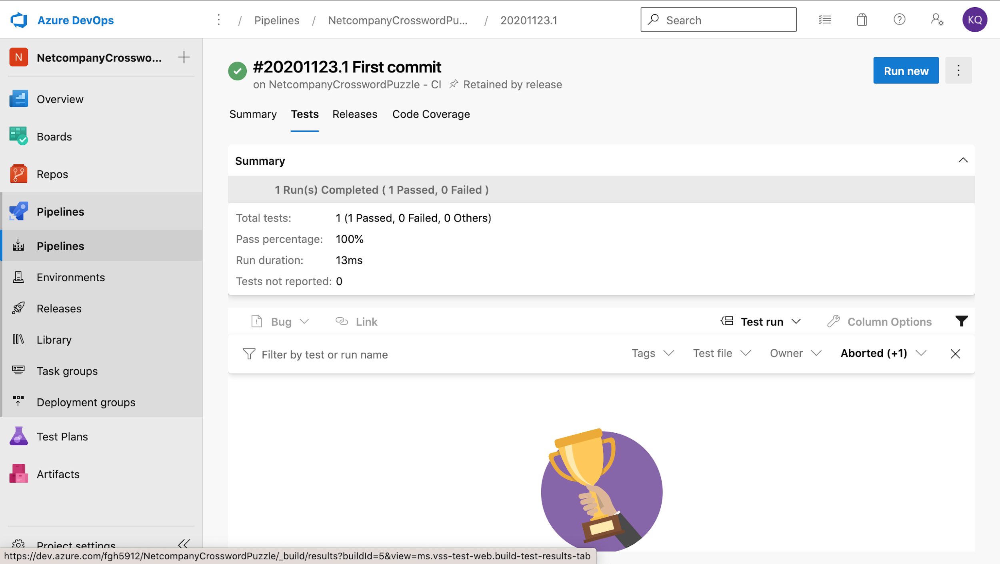 Azure DevOps / Pipelines / NetcompanyCrosswordPu... / 20201123.1 Search KQ
N NetcompanyCrosswo...
Overview
Boards
Repos
Pipelines
Pipelines
Environments
Releases
Library
Task groups
Deployment groups
Test Plans
Artifacts
Project settings
#20201123.1 First commit
on NetcompanyCrosswordPuzzle - CI Retained by release
Run new
Summary Tests Releases Code Coverage
Summary
1 Run(s) Completed ( 1 Passed, 0 Failed )
Total tests: 1 (1 Passed, 0 Failed, 0 Others)
Pass percentage: 100%
Run duration: 13ms
Tests not reported: 0
Bug Link Test run Column Options
Filter by test or run name Tags Test file Owner Aborted (+1)
https://dev.azure.com/fgh5912/NetcompanyCrosswordPuzzle/_build/results?buildId=5&view=ms.vss-test-web.build-test-results-tab